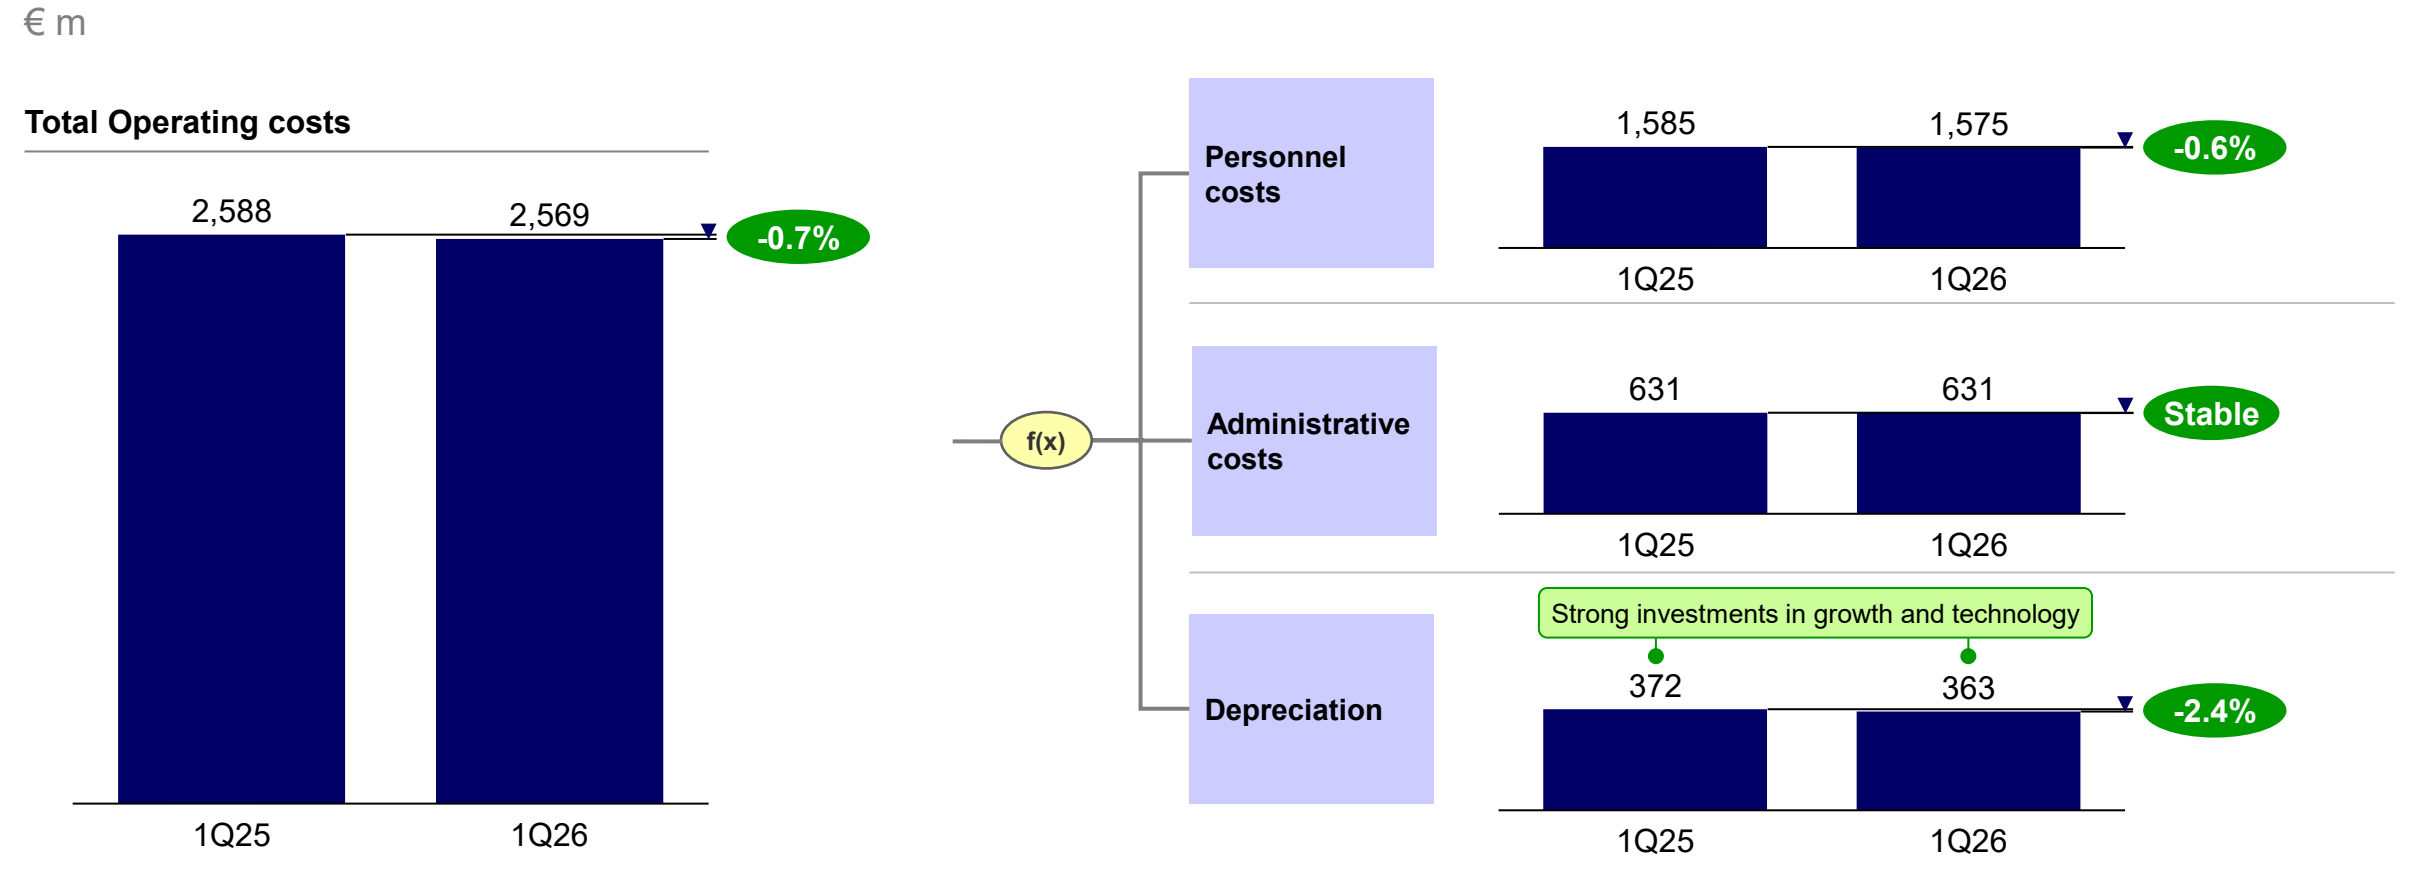 € m
Total Operating costs
2,588
2,569
-0.7%
1Q25
1Q26
f(x)
Personnel
costs
1,585
1,575
-0.6%
1Q25
1Q26
Administrative
costs
631
631
Stable
1Q25
1Q26
Depreciation
Strong investments in growth and technology
372
363
-2.4%
1Q25
1Q26